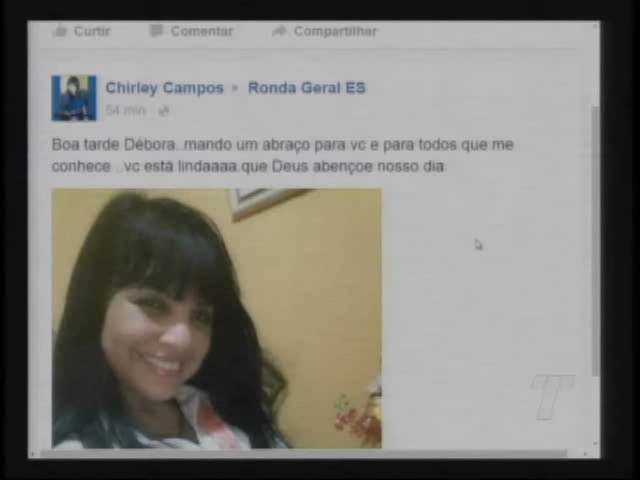 Curtir Comentar Compartilhar
Chirley Campos Ronda Geral ES
54 min
Boa tarde Débora..mando um abraço para vc e para todos que me
conhece ..vc está lindaaaa.que Deus abençoe nosso dia
T